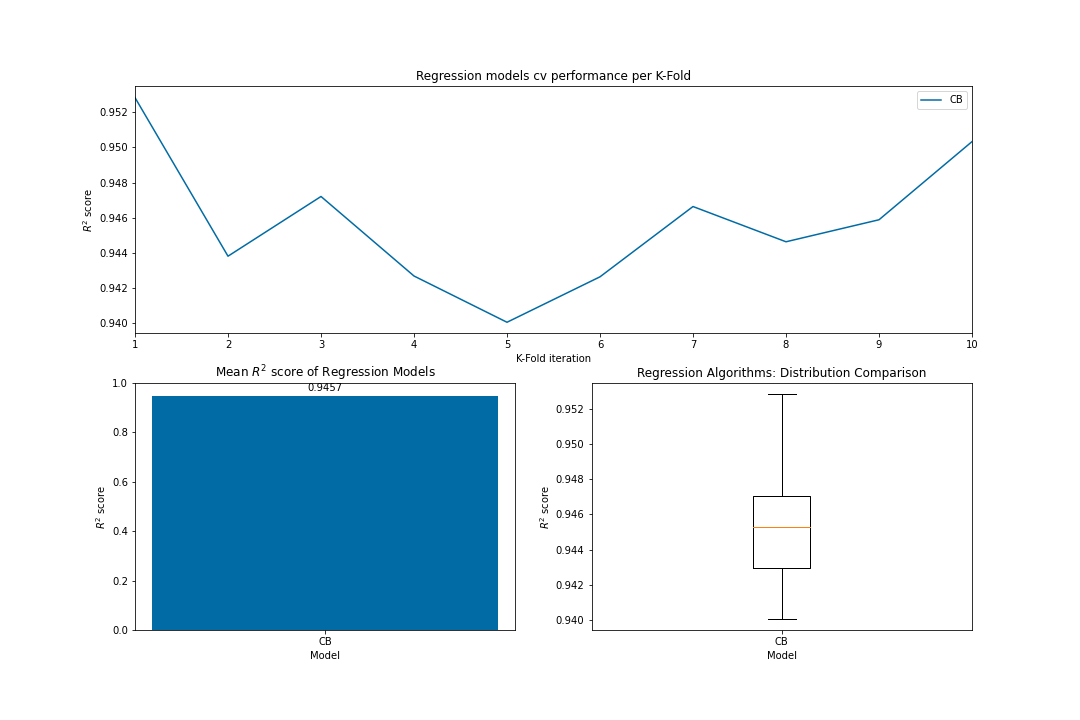 Regression models cv performance per K-Fold
CB
R² score
0.952
0.950
0.948
0.946
0.944
0.942
0.940
1 2 3 4 5 6 7 8 9 10
K-Fold iteration
Mean R² score of Regression Models
0.9457
R² score
1.0
0.8
0.6
0.4
0.2
0.0
CB
Model
Regression Algorithms: Distribution Comparison
R² score
0.952
0.950
0.948
0.946
0.944
0.942
0.940
CB
Model